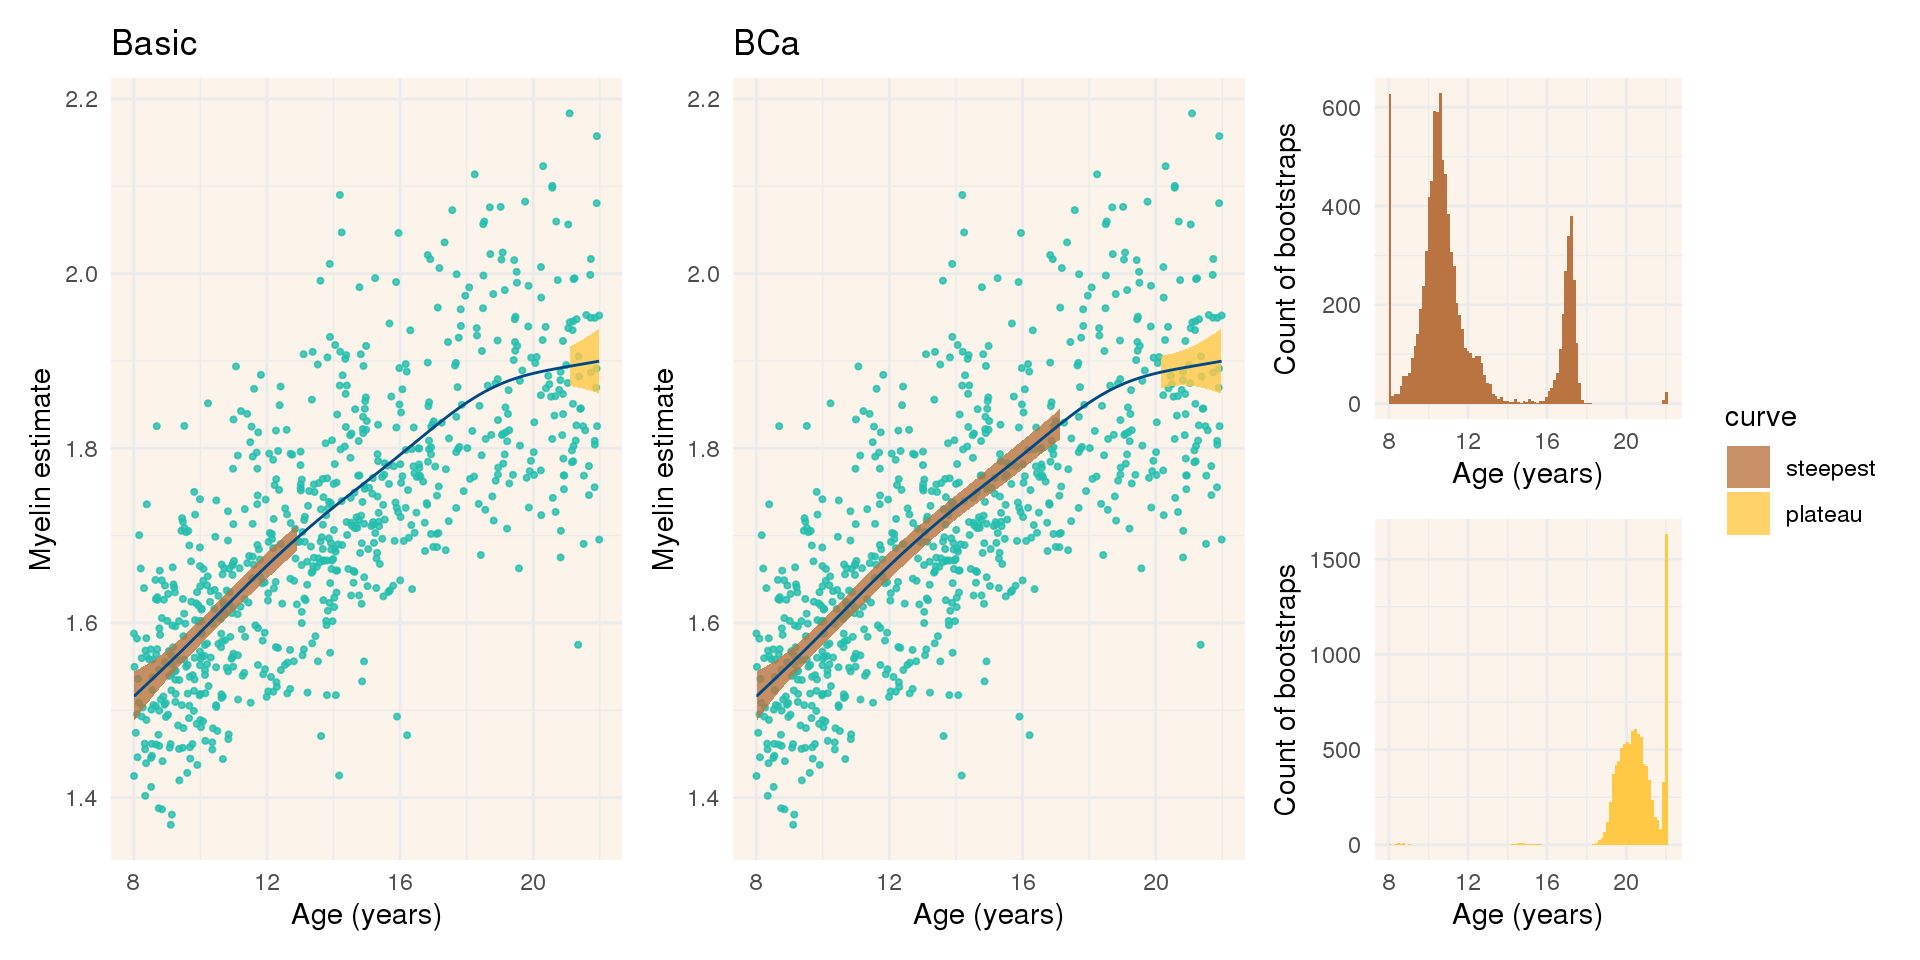 Basic
2.2
2.0
1.8
1.6
1.4
Myelin estimate
8 12 16 20
Age (years)
BCa
2.2
2.0
1.8
1.6
1.4
Myelin estimate
8 12 16 20
Age (years)
600
400
200
0
Count of bootstraps
8 12 16 20
Age (years)
1500
1000
500
0
Count of bootstraps
8 12 16 20
Age (years)
curve
steepest
plateau